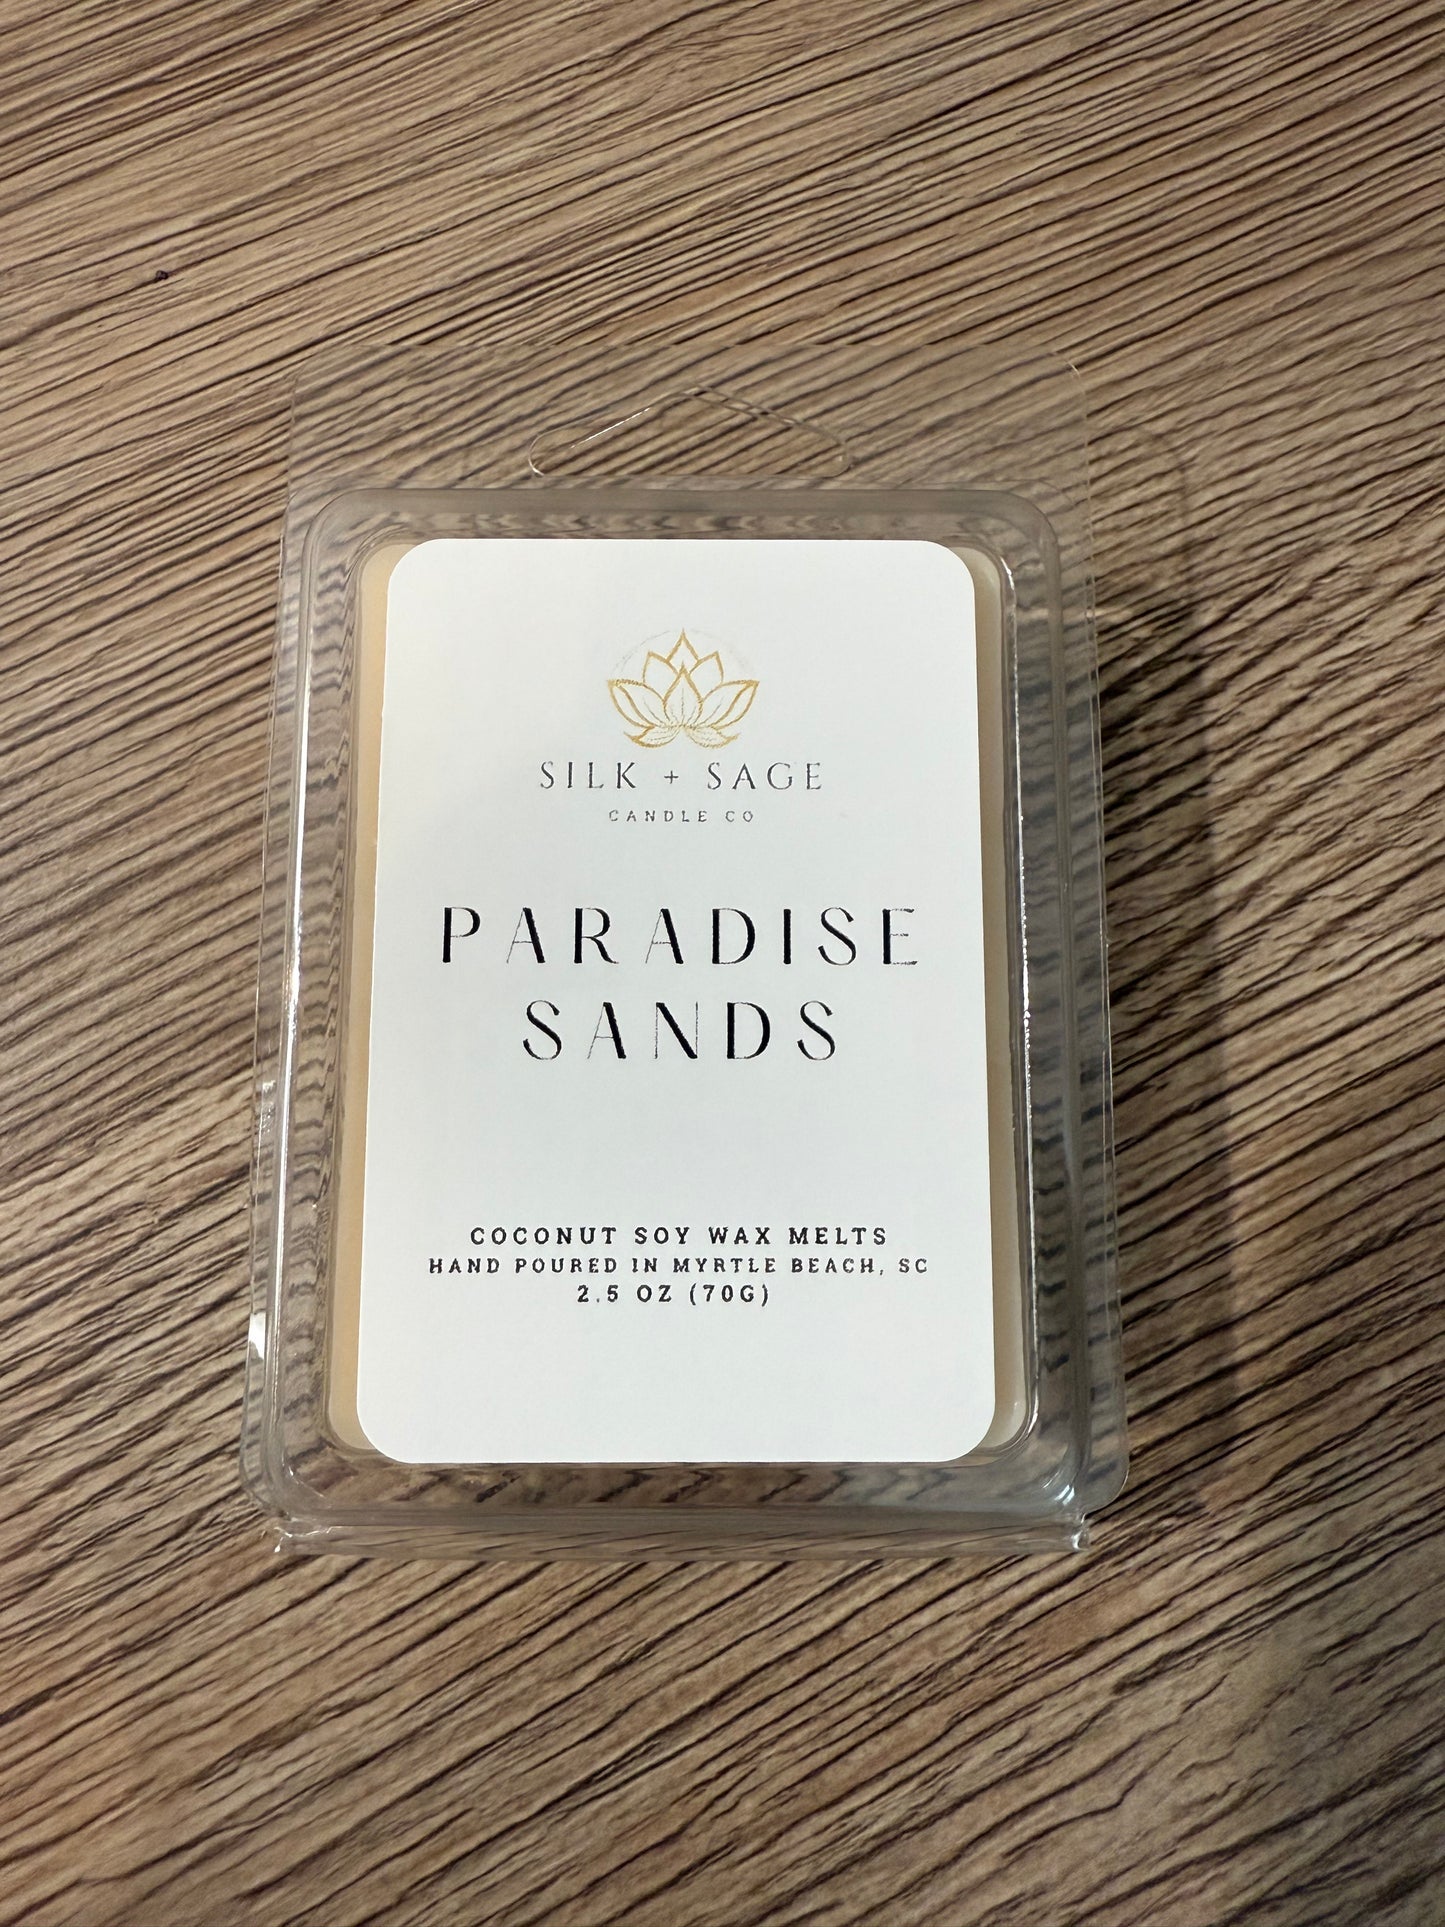 SILK + SAGE
CANDLE CO
PARADISE
SANDS
COCONUT SOY WAX MELTS
HAND POURED IN MYRTLE BEACH, SC
2.5 OZ (70G)